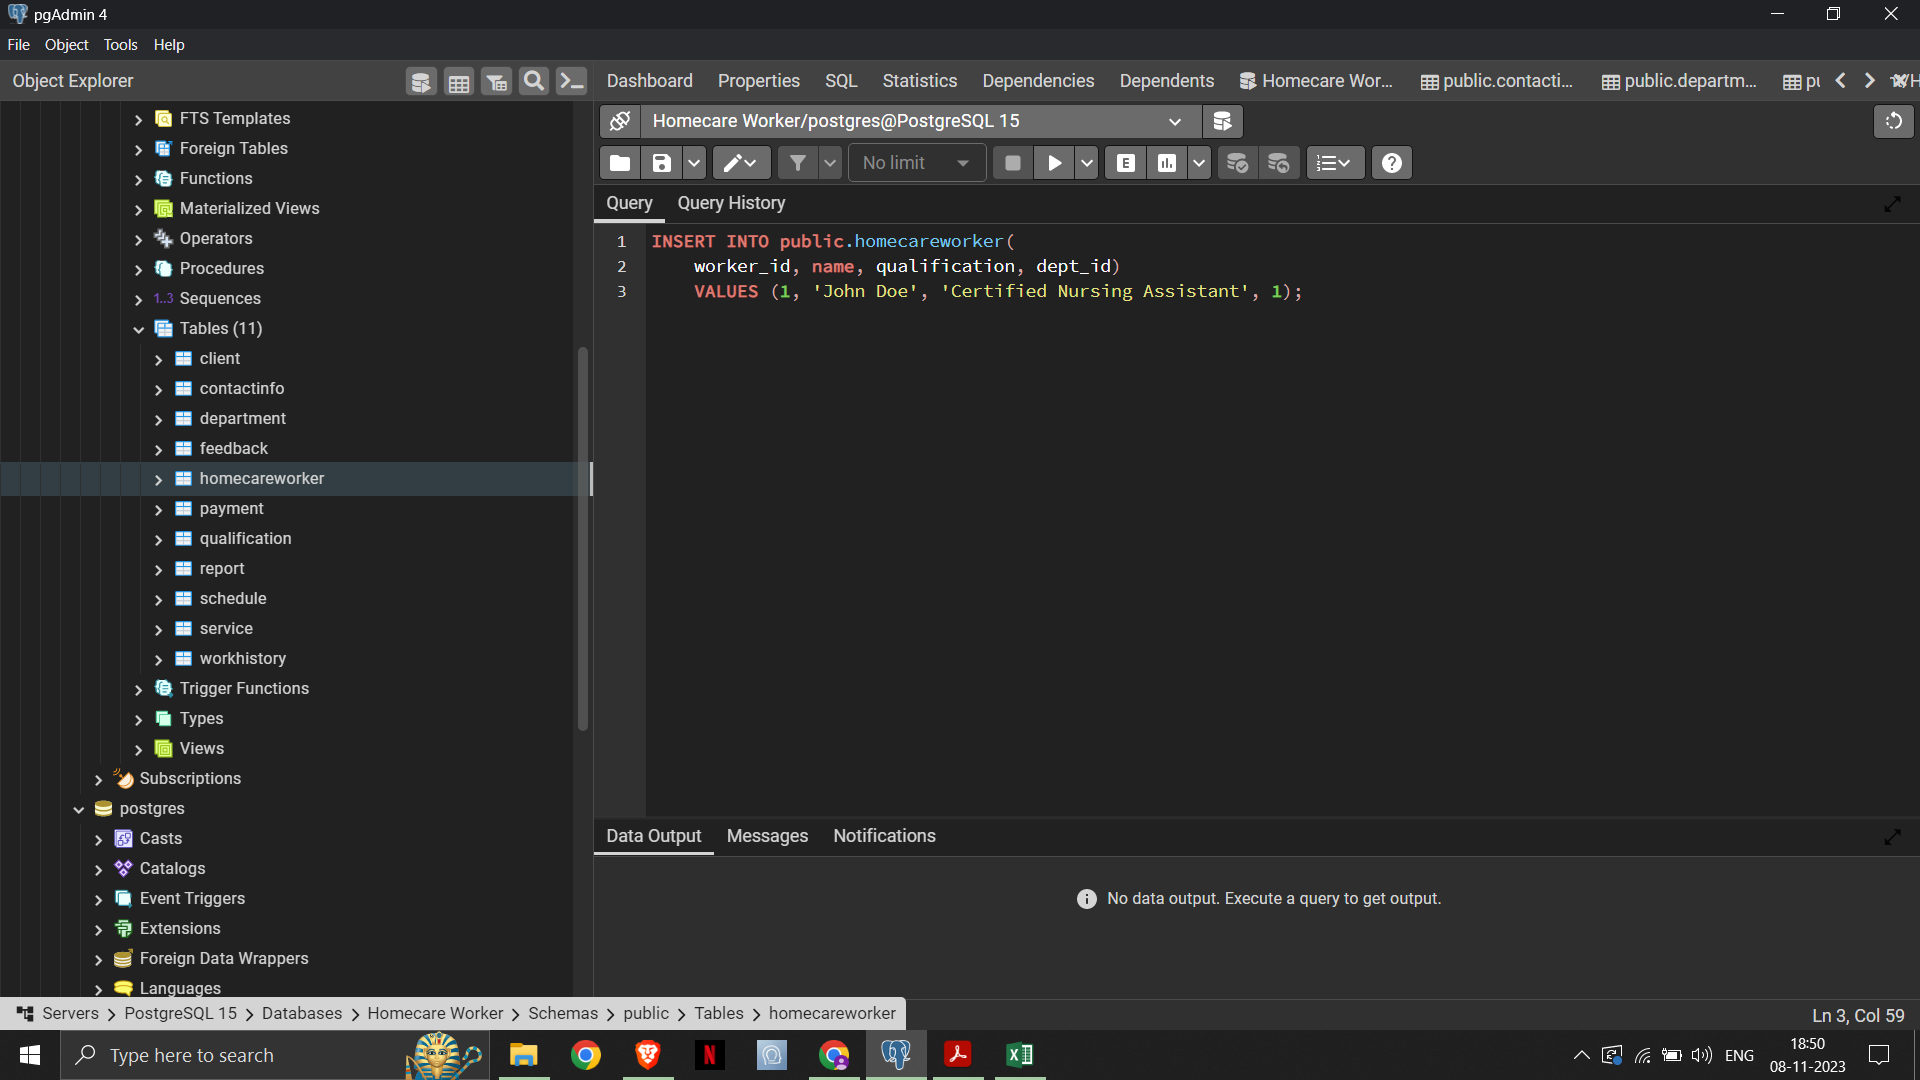 pgAdmin 4
File Object Tools Help
Object Explorer
Dashboard Properties SQL Statistics Dependencies Dependents Homecare Wor... public.contacti... public.departm... pu
Homecare Worker/postgres@PostgreSQL 15
No limit
E
Query Query History
1 INSERT INTO public.homecareworker(
2 worker_id, name, qualification, dept_id)
3 VALUES (1, 'John Doe', 'Certified Nursing Assistant', 1);
FTS Templates
Foreign Tables
Functions
Materialized Views
Operators
Procedures
1..3 Sequences
Tables (11)
client
contactinfo
department
feedback
homecareworker
payment
qualification
report
schedule
service
workhistory
Trigger Functions
Types
Views
Subscriptions
postgres
Casts
Catalogs
Event Triggers
Extensions
Foreign Data Wrappers
Languages
Data Output Messages Notifications
No data output. Execute a query to get output.
Servers > PostgreSQL 15 > Databases > Homecare Worker > Schemas > public > Tables > homecareworker
Ln 3, Col 59
Type here to search
ENG
18:50
08-11-2023